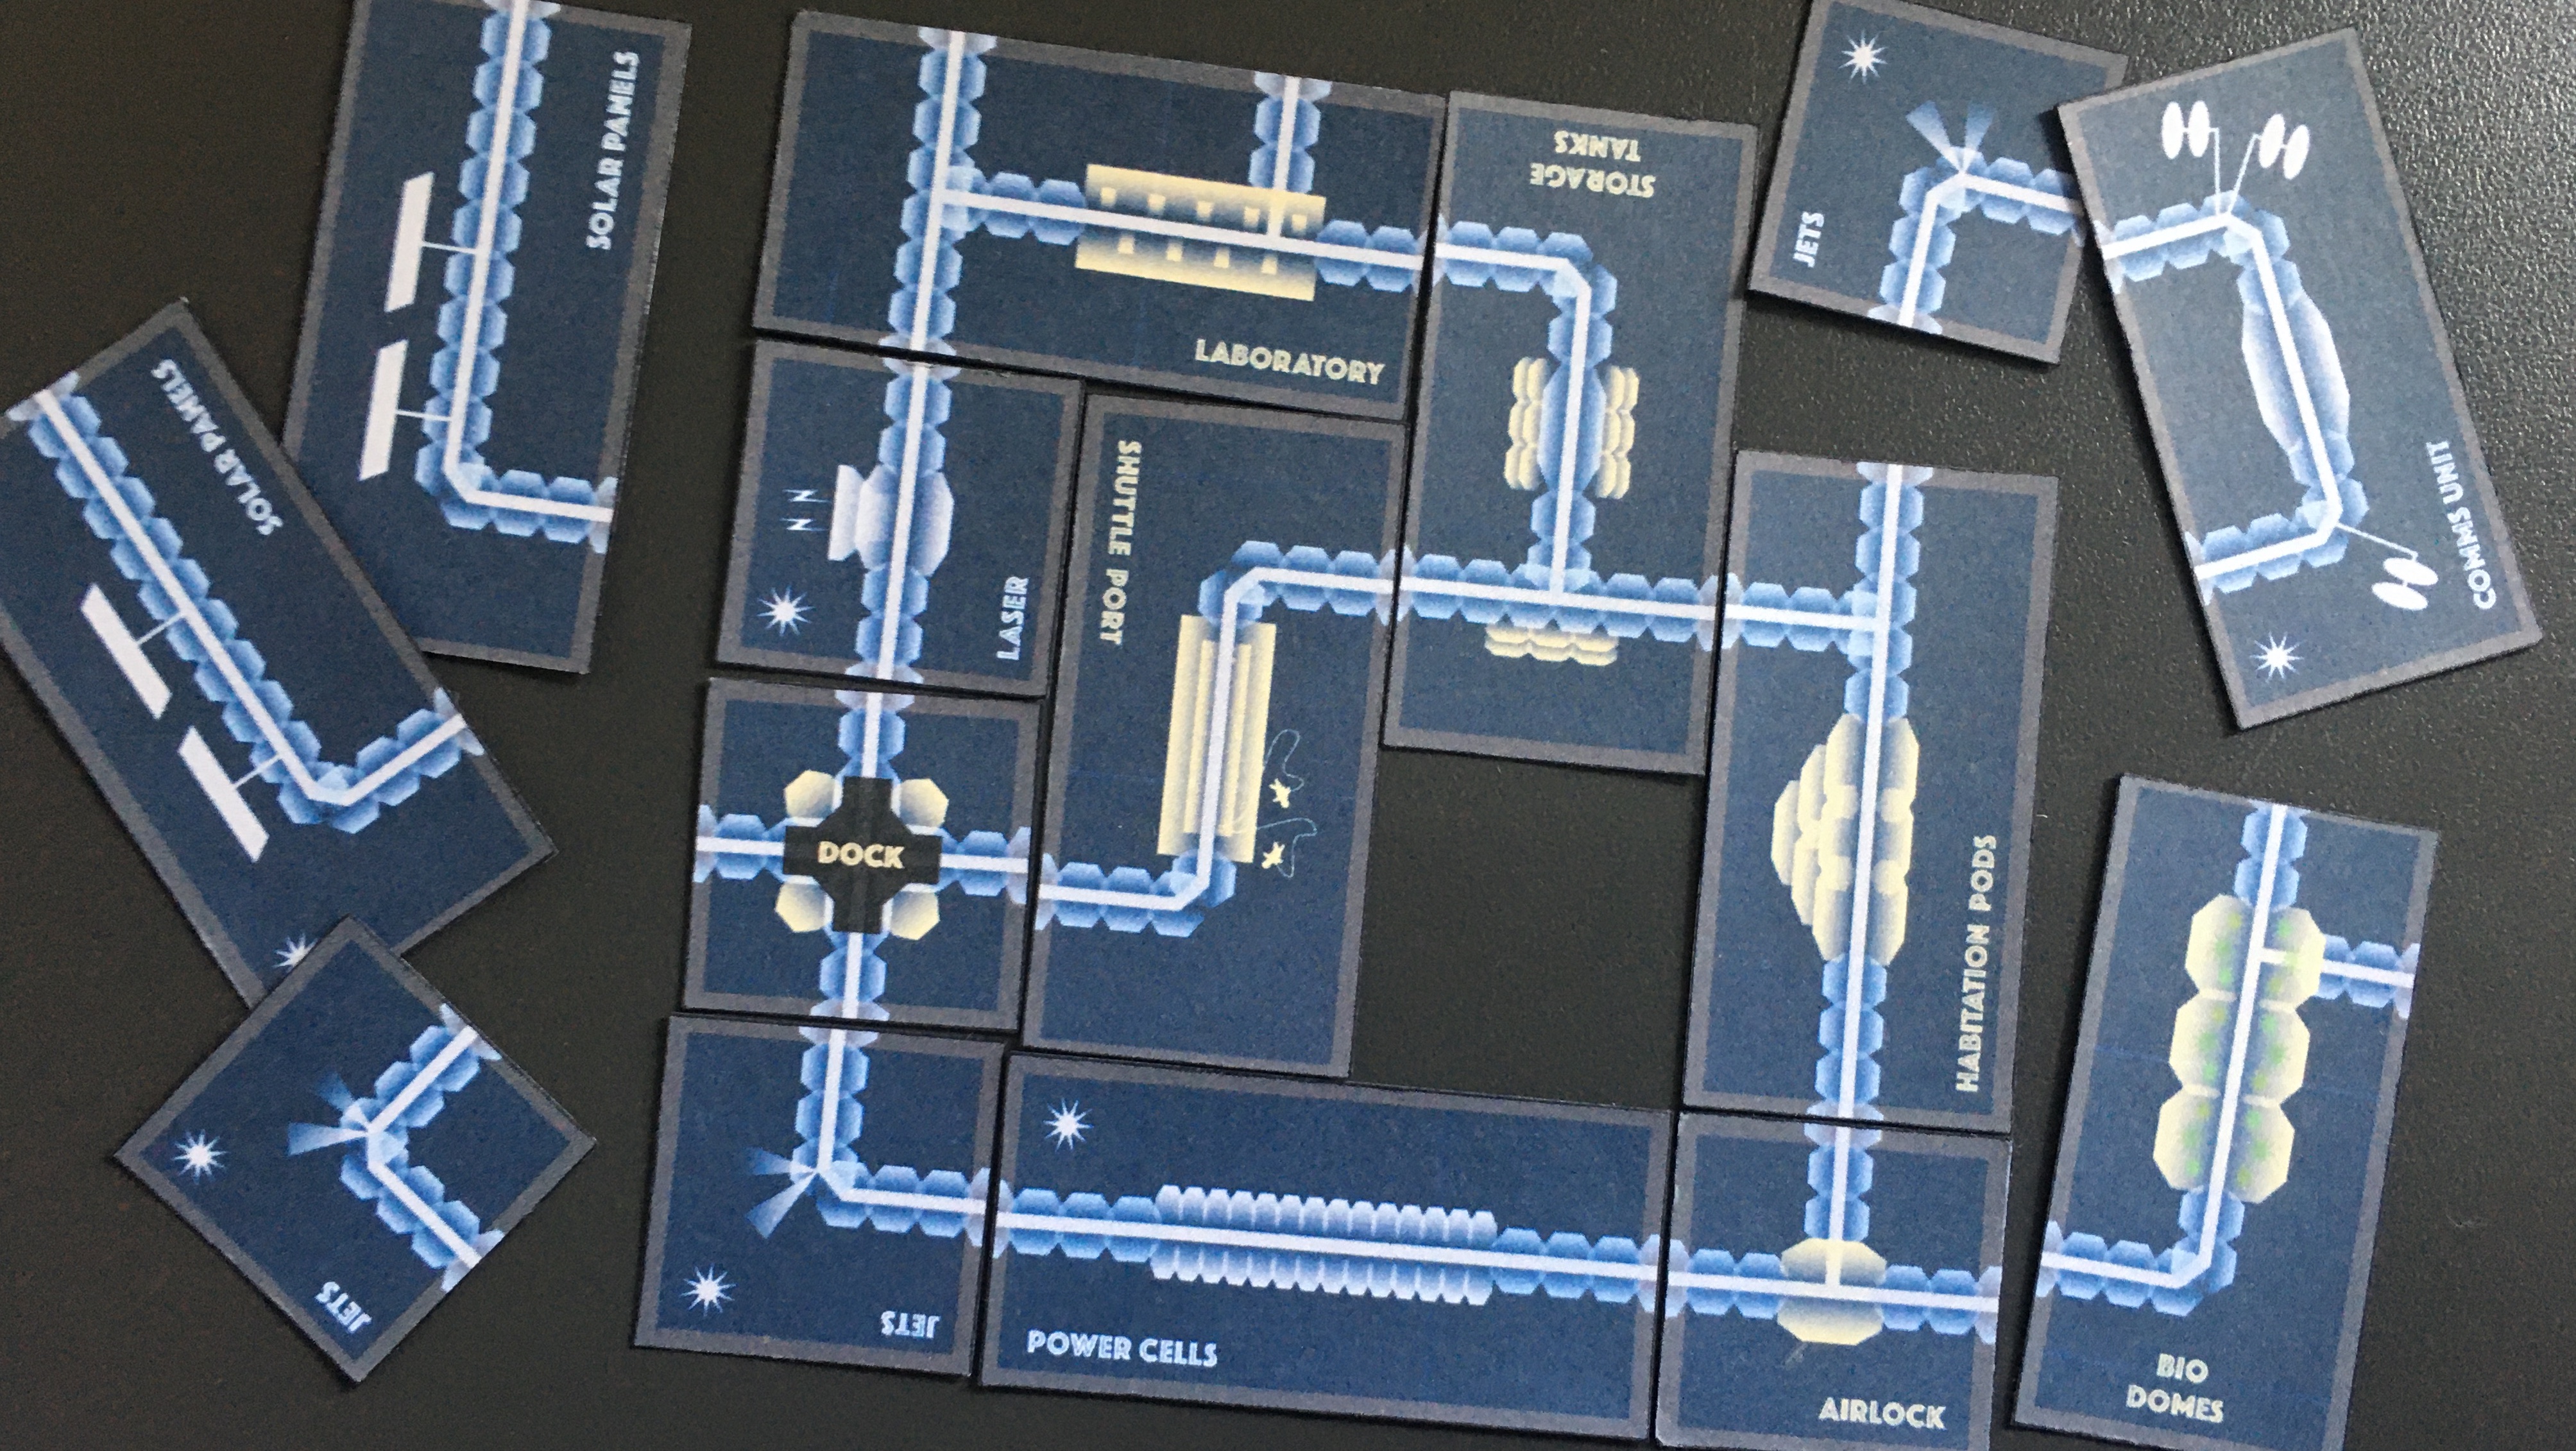 SOLAR PANELS
SOLAR PANELS
LABORATORY
STORAGE
TANKS
JETS
COMMS UNIT
LASER
SHUTTLE PORT
DOCK
HABITATION PODS
JETS
JETS
POWER CELLS
AIRLOCK
BIO
DOMES